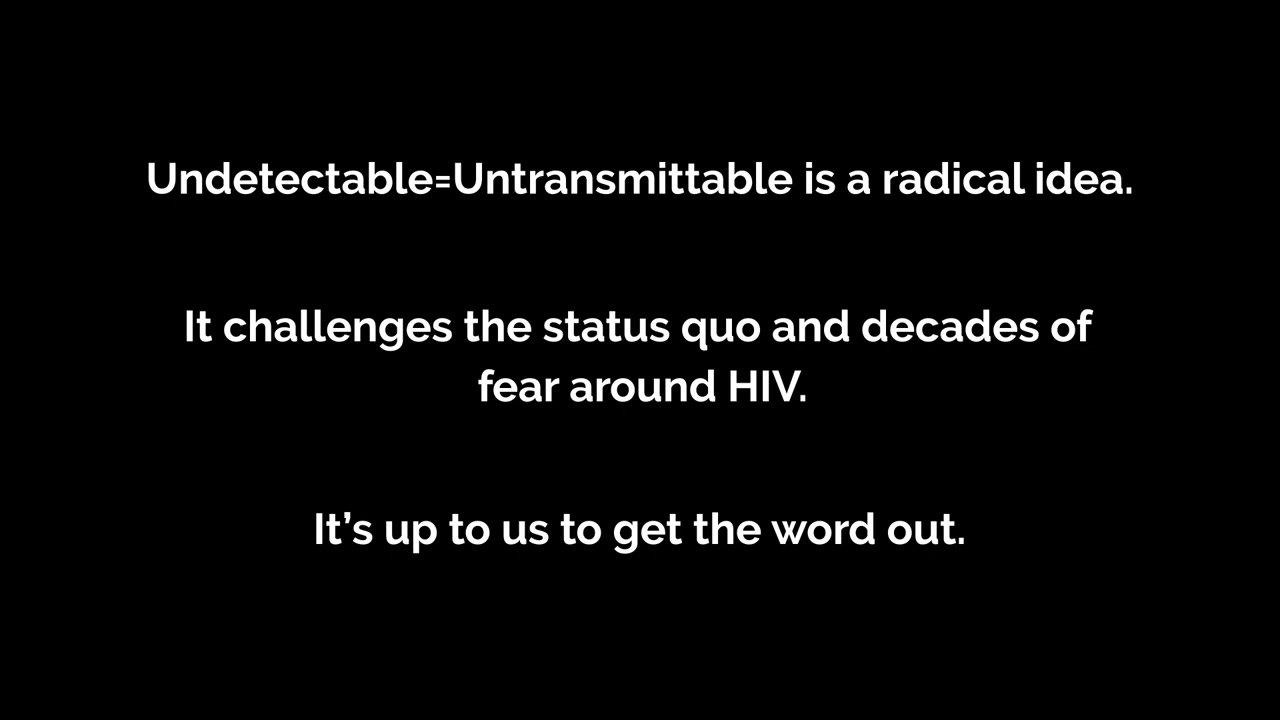 Undetectable=Untransmittable is a radical idea.
It challenges the status quo and decades of
fear around HIV.
It’s up to us to get the word out.